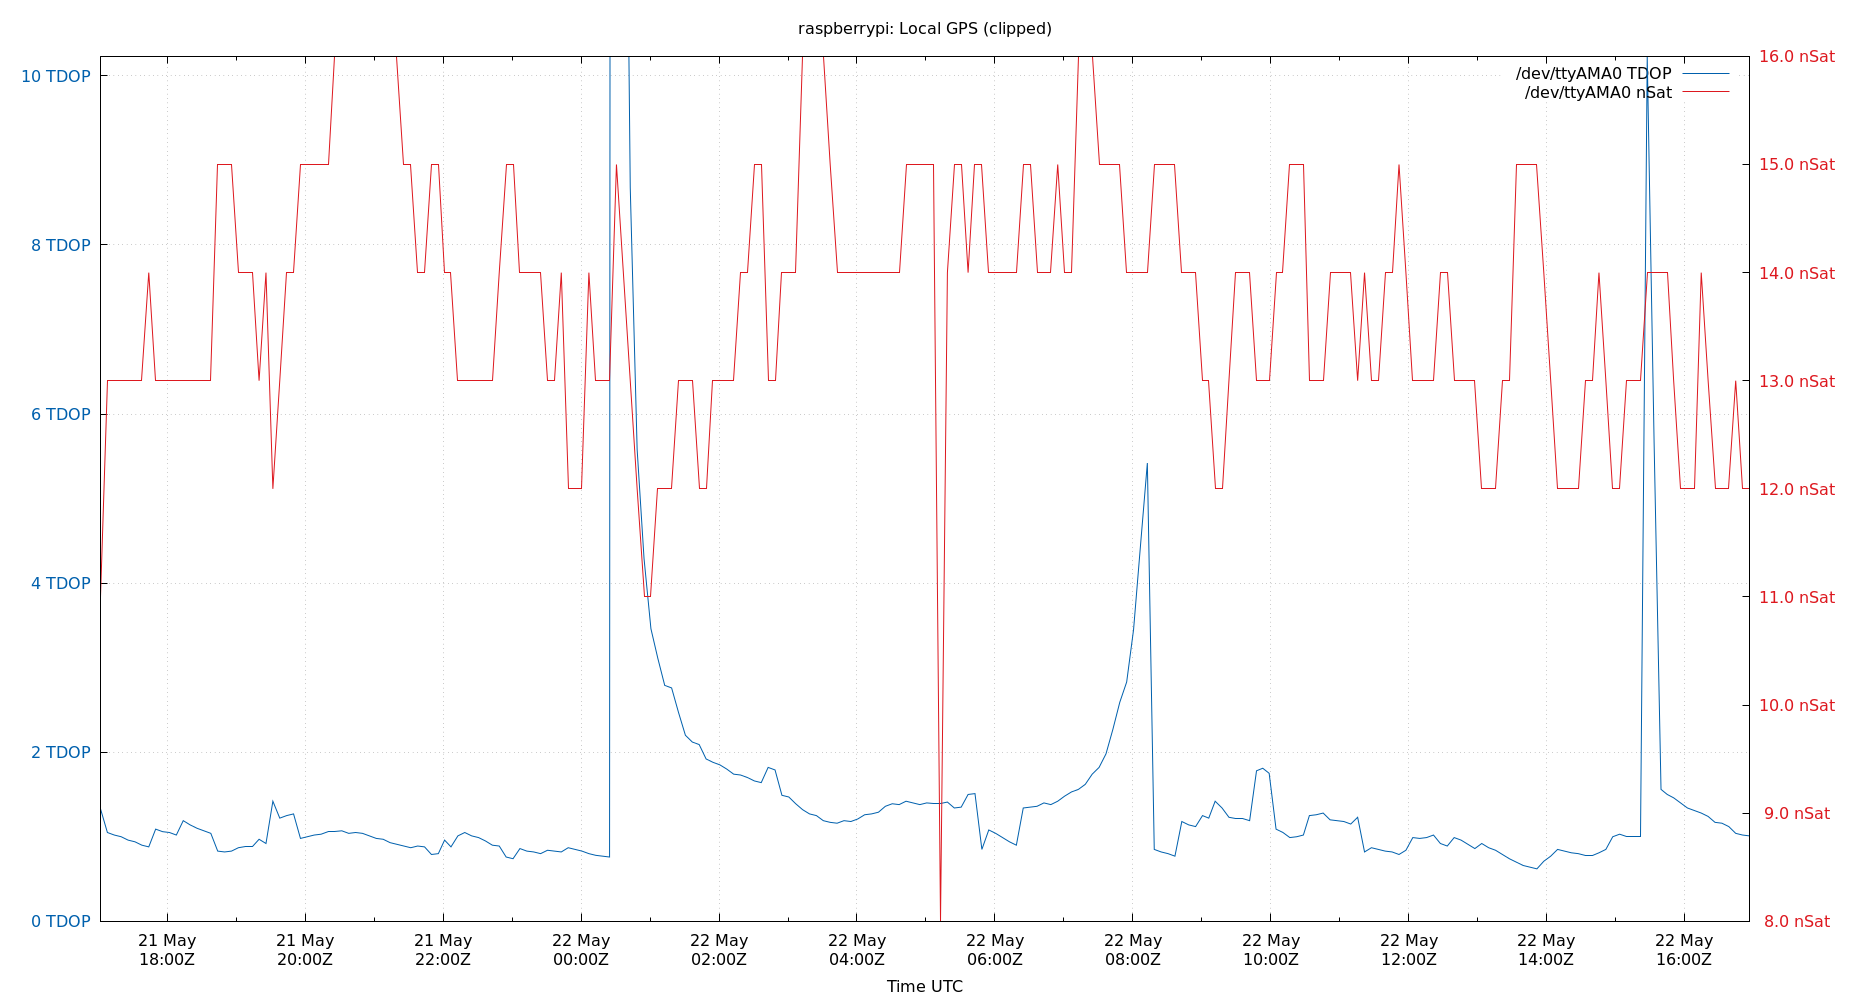 raspberrypi: Local GPS (clipped)
10 TDOP
8 TDOP
6 TDOP
4 TDOP
2 TDOP
0 TDOP
16.0 nSat
15.0 nSat
14.0 nSat
13.0 nSat
12.0 nSat
11.0 nSat
10.0 nSat
9.0 nSat
8.0 nSat
/dev/ttyAMA0 TDOP
/dev/ttyAMA0 nSat
21 May
18:00Z
21 May
20:00Z
21 May
22:00Z
22 May
00:00Z
22 May
02:00Z
22 May
04:00Z
22 May
06:00Z
22 May
08:00Z
22 May
10:00Z
22 May
12:00Z
22 May
14:00Z
22 May
16:00Z
Time UTC